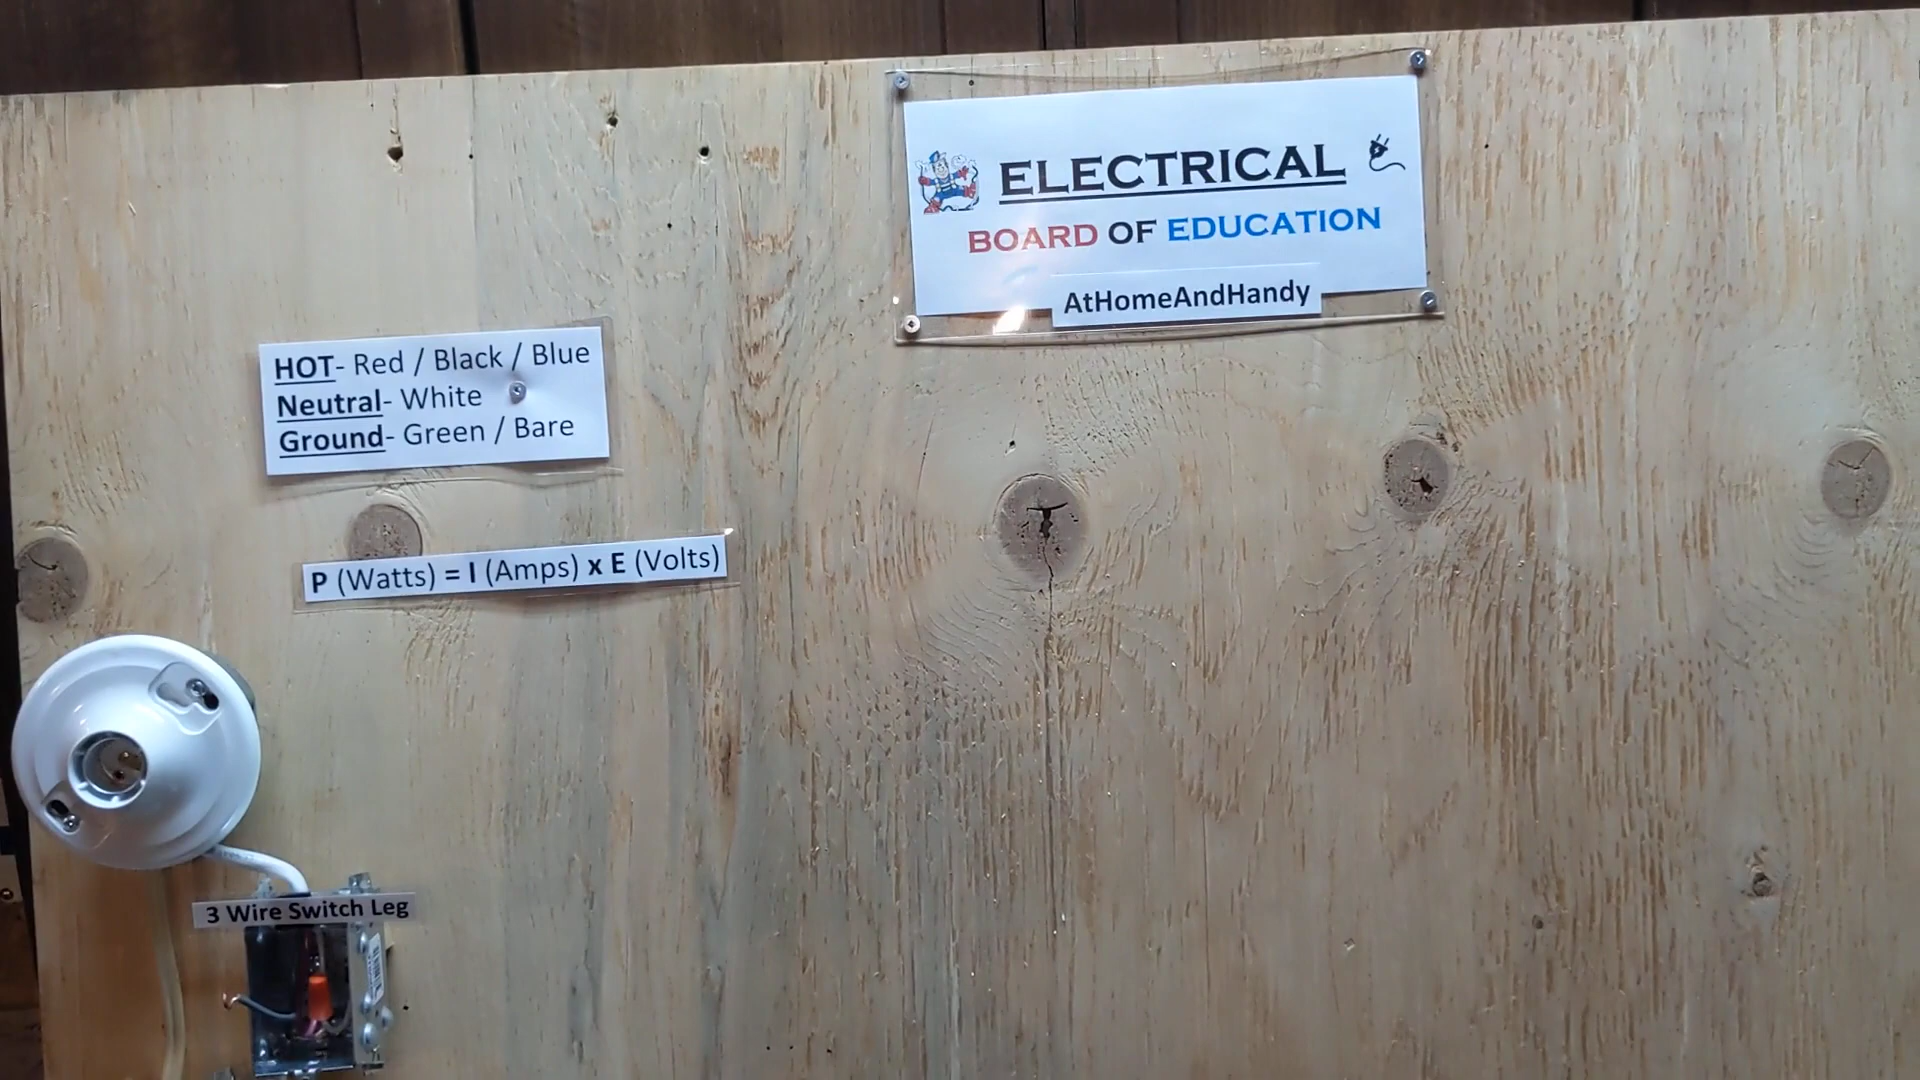 ELECTRICAL
BOARD OF EDUCATION
AtHomeAndHandy
HOT- Red / Black / Blue
Neutral- White
Ground- Green / Bare
P (Watts) = I (Amps) x E (Volts)
3 Wire Switch Leg